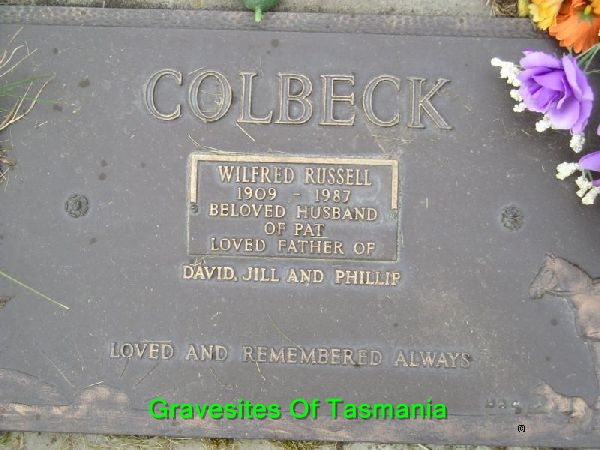 COLBECK
WILFRED RUSSELL
1909 - 1987
BELOVED HUSBAND
OF PAT
LOVED FATHER OF
DAVID, JILL AND PHILLIP
LOVED AND REMEMBERED ALWAYS
Gravesites Of Tasmania
©